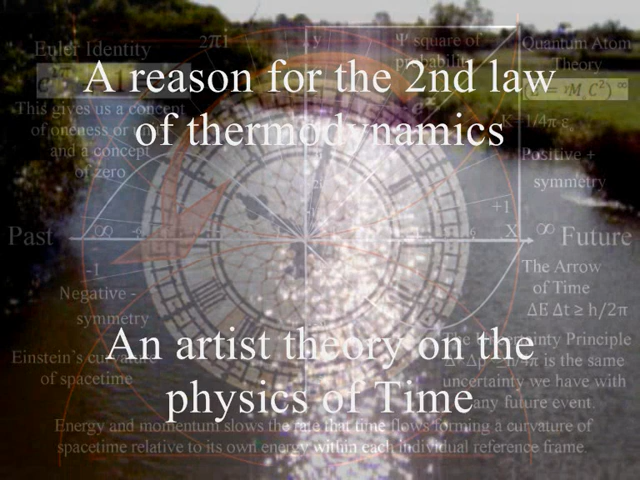 Euler Identity
2πi
y
Ψ square of
Quantum Atom
Theory
A reason for the 2nd law
of thermodynamics
This gives us a concept
of oneness or
and a concept
of zero
K=1/4π
Positive +
symmetry
+1
Past
∞
X
∞ Future
-1
Negative -
symmetry
The Arrow
of Time
ΔE Δt ≥ h/2π
An artist theory on the
physics of Time
Einstein's curvature
of spacetime
The Uncertainty Principle
h/4π is the same
uncertainty we have with
any future event.
Energy and momentum slows the rate that time flows forming a curvature of
spacetime relative to its own energy within each individual reference frame.